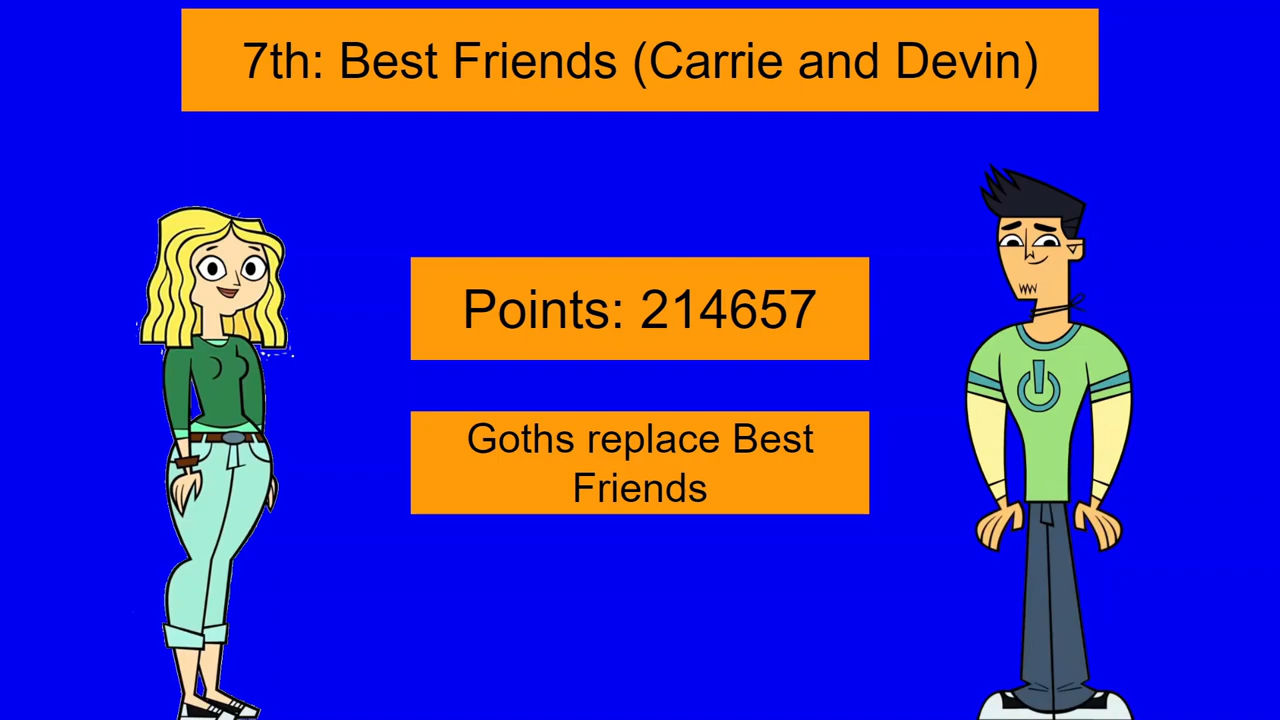 7th: Best Friends (Carrie and Devin)
Points: 214657
Goths replace Best
Friends